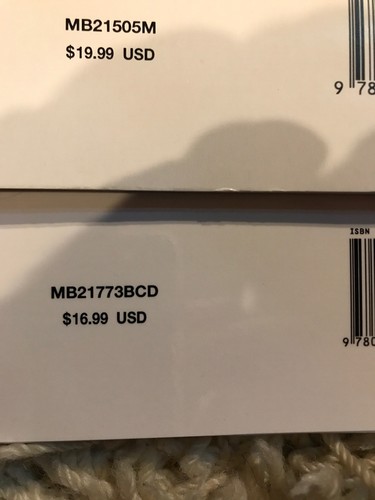 MB21505M
$19.99 USD
9 78
ISBN
MB21773BCD
$16.99 USD
9 780